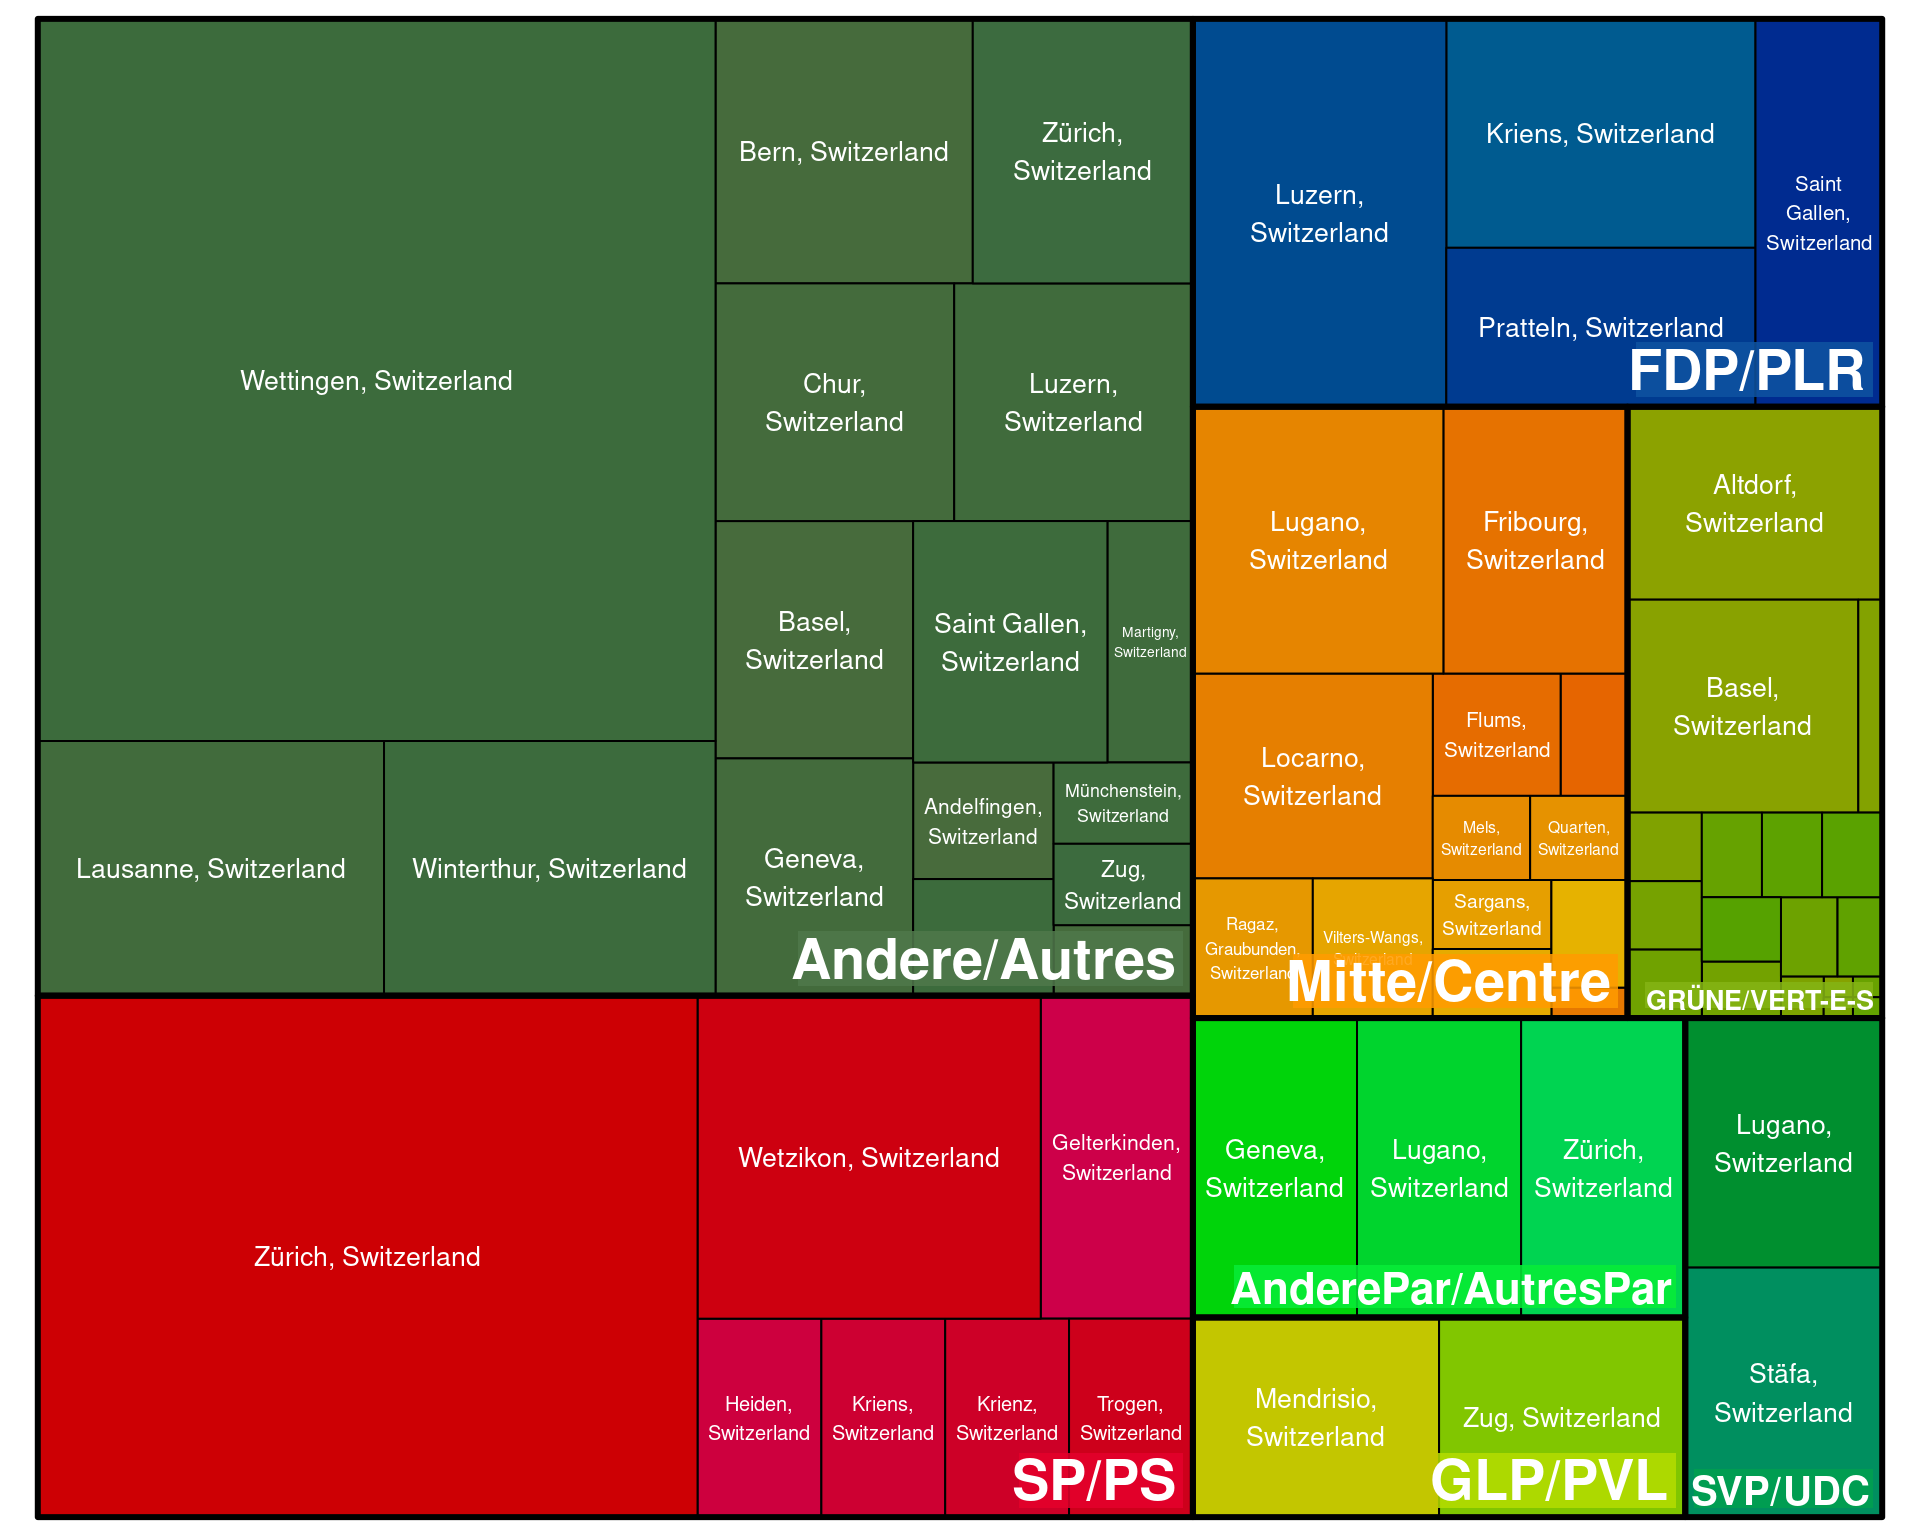 Wettingen, Switzerland
Bern, Switzerland
Zürich,
Switzerland
Chur,
Switzerland
Luzern,
Switzerland
Basel,
Switzerland
Saint Gallen,
Switzerland
Martigny,
Switzerland
Lausanne, Switzerland
Winterthur, Switzerland
Geneva,
Switzerland
Andelfingen,
Switzerland
Münchenstein,
Switzerland
Zug,
Switzerland
Andere/Autres
Luzern,
Switzerland
Kriens, Switzerland
Pratteln, Switzerland
Saint
Gallen,
Switzerland
FDP/PLR
Lugano,
Switzerland
Fribourg,
Switzerland
Locarno,
Switzerland
Flums,
Switzerland
Mels,
Switzerland
Quarten,
Switzerland
Sargans,
Switzerland
Ragaz,
Graubunden,
Switzerland
Vilters-Wangs,
Switzerland
Mitte/Centre
Altdorf,
Switzerland
Basel,
Switzerland
GRÜNE/VERT-E-S
Zürich, Switzerland
Wetzikon, Switzerland
Gelterkinden,
Switzerland
Heiden,
Switzerland
Kriens,
Switzerland
Krienz,
Switzerland
Trogen,
Switzerland
SP/PS
Geneva,
Switzerland
Lugano,
Switzerland
Zürich,
Switzerland
AnderePar/AutresPar
Mendrisio,
Switzerland
Zug, Switzerland
GLP/PVL
Lugano,
Switzerland
Stäfa,
Switzerland
SVP/UDC